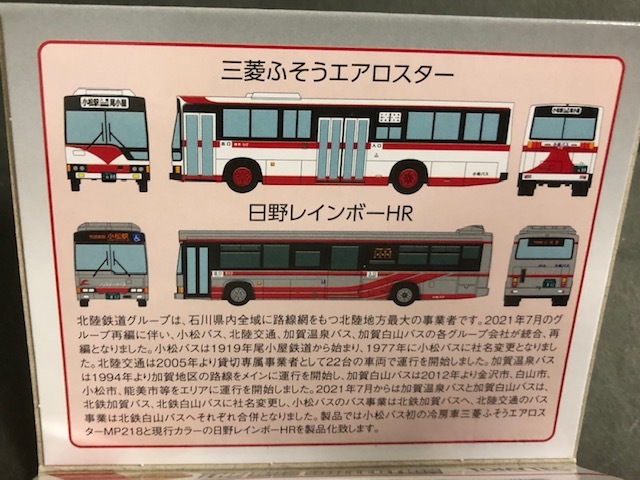 三菱ふそうエアロスター
小松駅 尾小屋
出口
入口
小松バス
日野レインボーHR
小松駅
北陸鉄道グループは、石川県内全域に路線網をもつ北陸地方最大の事業者です。2021年7月のグ
ループ再編に伴い、小松バス、北陸交通、加賀温泉バス、加賀白山バスの各グループ会社が統合、再
編となりました。小松バスは1919年尾小屋鉄道から始まり、1977年に小松バスに社名変更となりまし
た。北陸交通は2005年より貸切専属事業者として22台の車両で運行を開始しました。加賀温泉バス
は1994年より加賀地区の路線をメインに運行を開始し、加賀白山バスは2012年より金沢市、白山市、
小松市、能美市等をエリアに運行を開始しました。2021年7月からは加賀温泉バスと加賀白山バスは、
北鉄加賀バス、北鉄白山バスに社名変更し、小松バスのバス事業は北鉄加賀バスへ、北陸交通のバス
事業は北鉄白山バスへそれぞれ合併となりました。製品では小松バス初の冷房車三菱ふそうエアロス
ターMP218と現行カラーの日野レインボーHRを製品化致します。